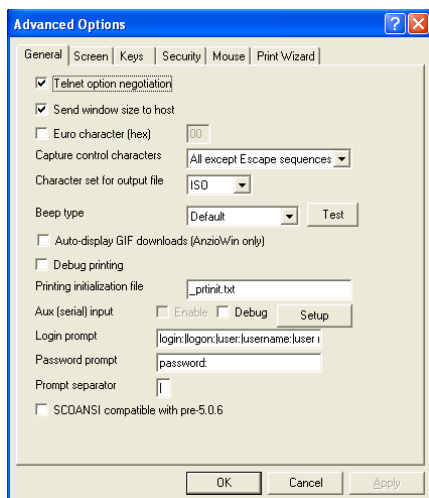 Advanced Options
General Screen Keys Security Mouse Print Wizard
Telnet option negotiation
Send window size to host
Euro character (hex) 00
Capture control characters All except Escape sequences
Character set for output file ISO
Beep type Default Test
Auto-display GIF downloads (AnzioWin only)
Debug printing
Printing initialization file _prtinit.txt
Aux (serial) input Enable Debug Setup
Login prompt login:|logon:|user:|username:|user
Password prompt password:
Prompt separator |
SCOANSI compatible with pre-5.0.6
OK Cancel Apply